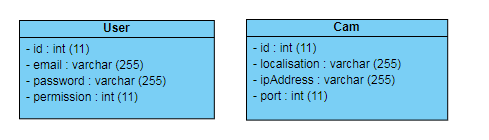 User
- id : int (11)
- email : varchar (255)
- password : varchar (255)
- permission : int (11)
Cam
- id : int (11)
- localisation : varchar (255)
- ipAddress : varchar (255)
- port : int (11)